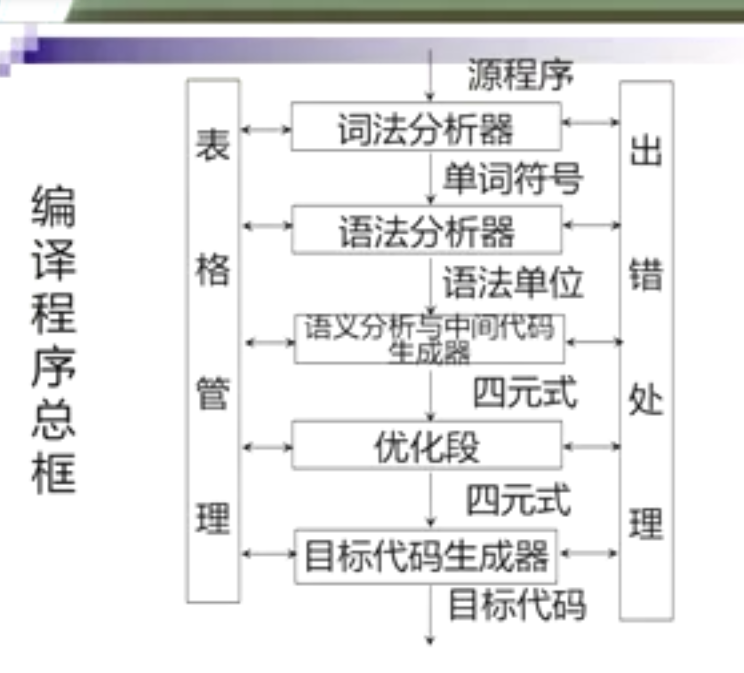 编译程序总框
表格管理
源程序
词法分析器
单词符号
语法分析器
语法单位
语义分析与中间代码
生成器
四元式
优化段
四元式
目标代码生成器
目标代码
出错处理